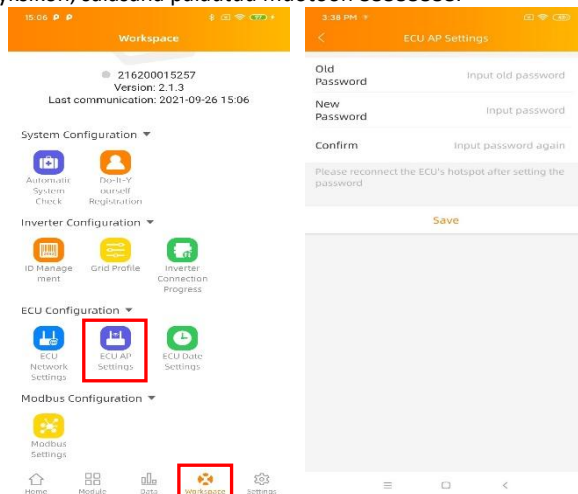 15:06
Workspace
216200015257
Version: 2.1.3
Last communication: 2021-09-26 15:06
System Configuration ▼
Automatic System Check
Do-It-Y ourself Registration
Inverter Configuration ▼
ID Manage ment
Grid Profile
Inverter Connection Progress
ECU Configuration ▼
ECU Network Settings
ECU AP Settings
ECU Date Settings
Modbus Configuration ▼
Modbus Settings
Home
Module
Data
Workspace
Settings
3:38 PM
ECU AP Settings
Old Password
Input old password
New Password
Input password
Confirm
Input password again
Please reconnect the ECU's hotspot after setting the
password
Save